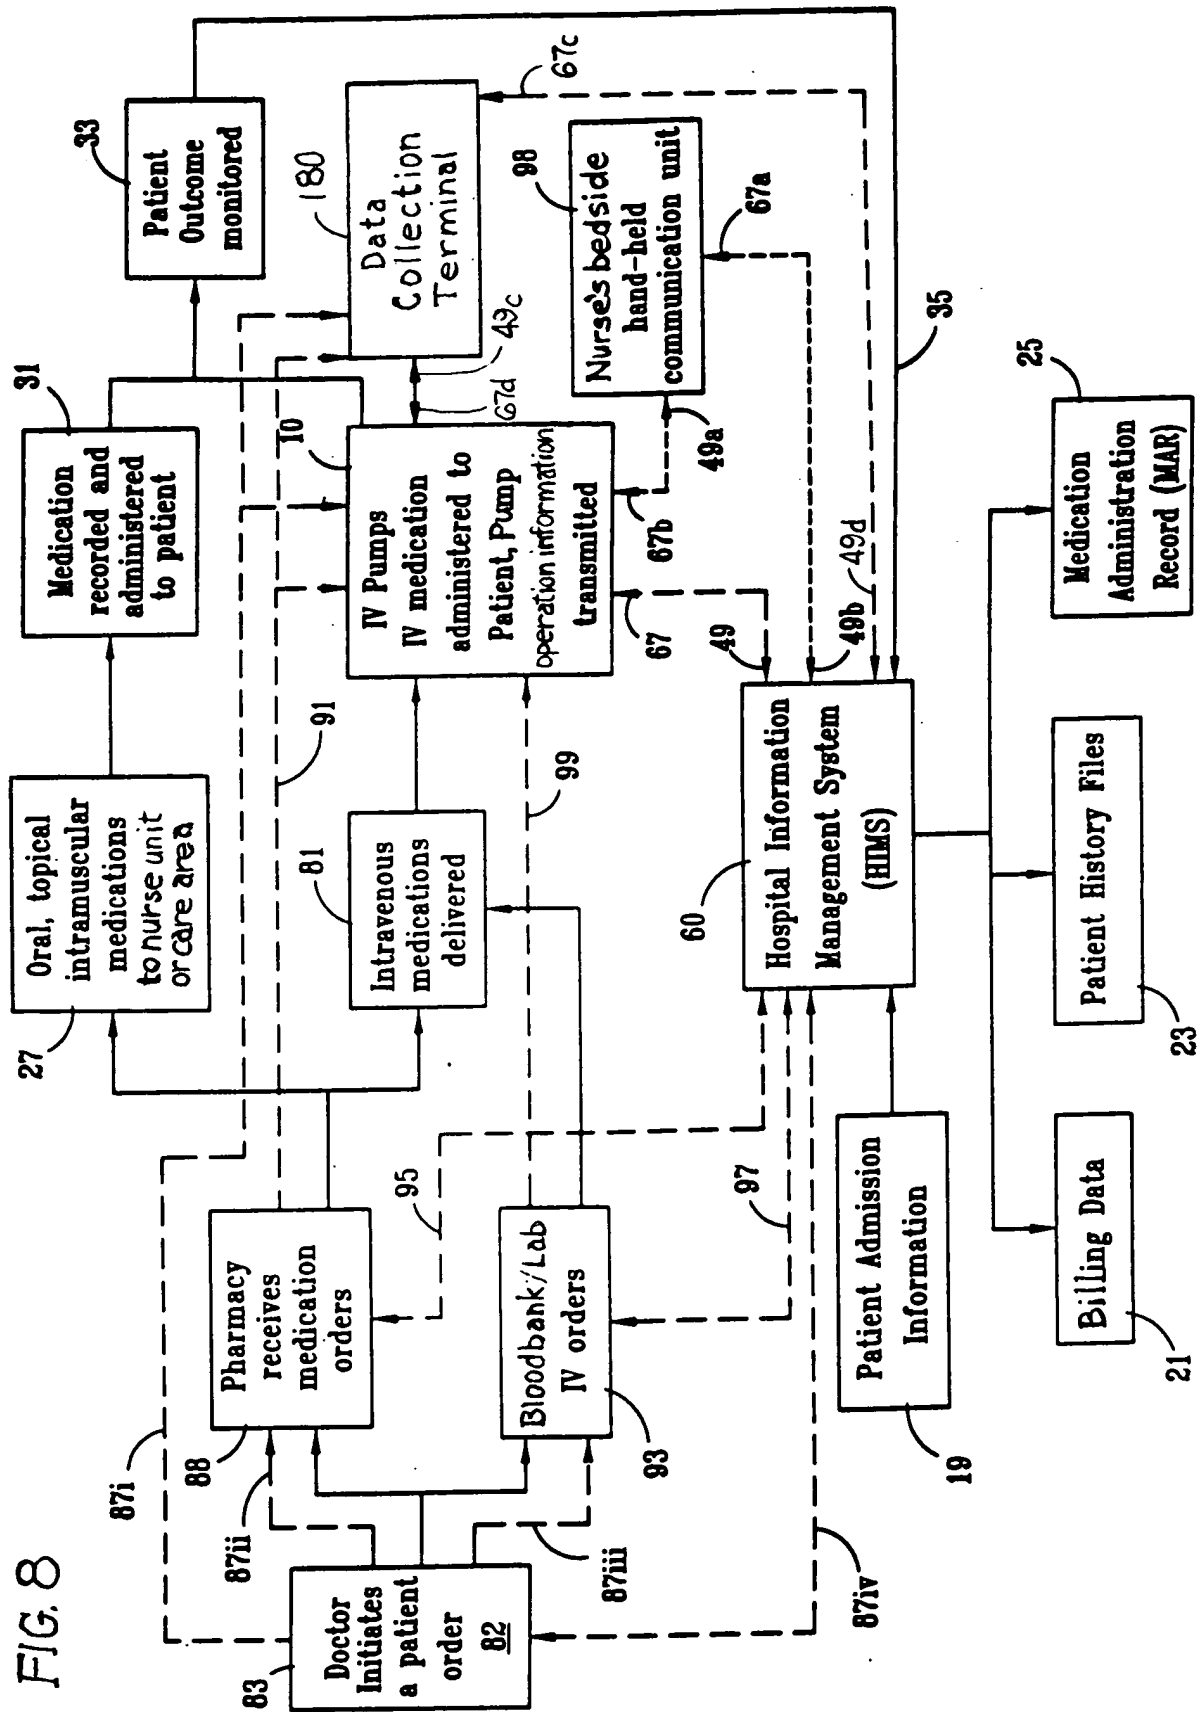 FIG. 8
83
Doctor
Initiates
a patient
order
82
87i
87ii
87iii
87iv
88
Pharmacy
receives
medication
orders
Bloodbank/Lab
IV orders
93
95
97
91
99
27
Oral, topical
intramuscular
medications
to nurse unit
or care area
81
Intravenous
medications
delivered
31
Medication
recorded and
administered
to patient
10
IV Pumps
IV medication
administered to
Patient, Pump
operation information
transmitted
33
Patient
Outcome
monitored
180
Data
Collection
Terminal
67c
67d
49c
98
Nurse's bedside
hand-held
communication unit
67a
49a
67b
67
49
49b
49d
35
60
Hospital Information
Management System
(HIMS)
Patient Admission
Information
19
Billing Data
21
Patient History Files
23
25
Medication
Administration
Record (MAR)